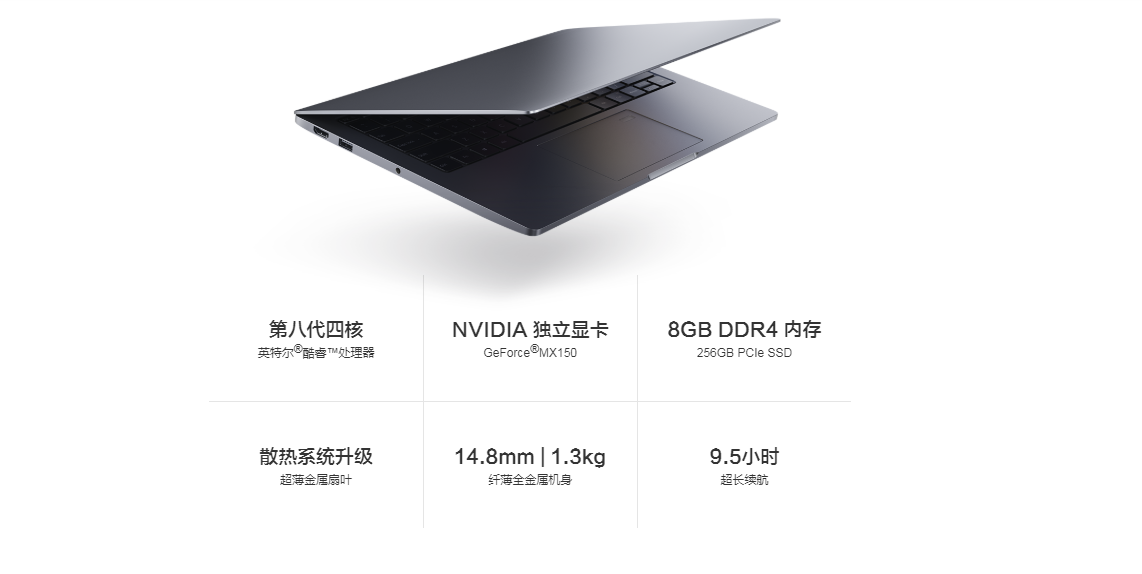 第八代四核
英特尔®酷睿™处理器
NVIDIA 独立显卡
GeForce®MX150
8GB DDR4 内存
256GB PCIe SSD
散热系统升级
超薄金属扇叶
14.8mm | 1.3kg
纤薄全金属机身
9.5小时
超长续航